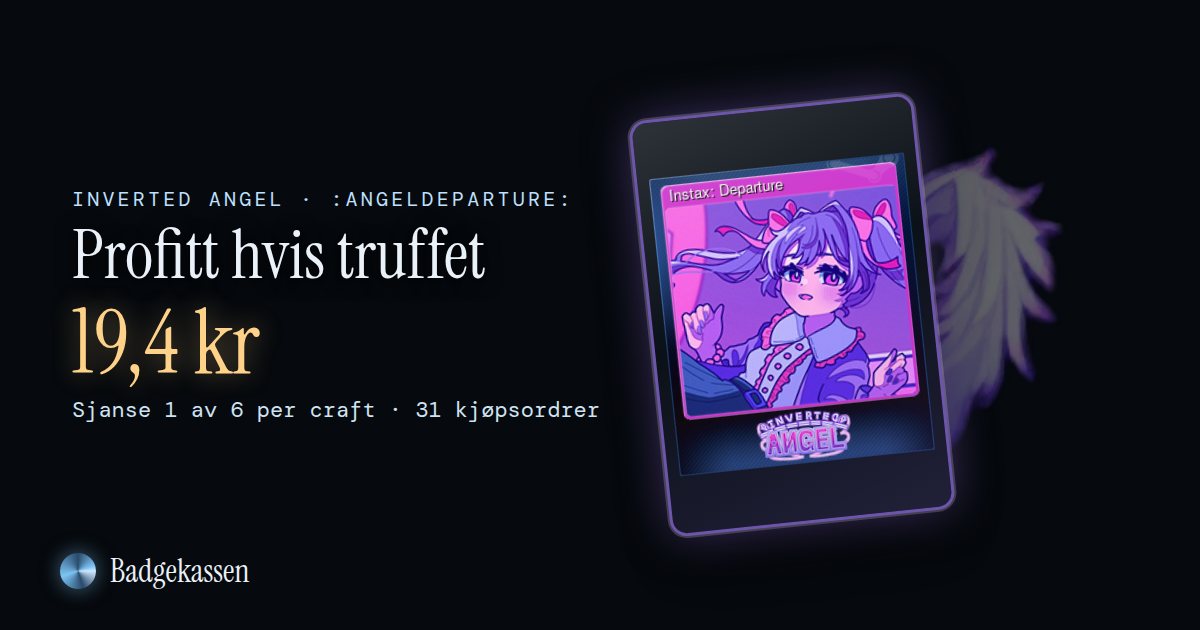 INVERTED ANGEL · :ANGELDEPARTURE:
Profitt hvis truffet
19,4 kr
Sjanse 1 av 6 per craft · 31 kjøpsordrer
Instax: Departure
INVERTED
ANGEL
Badgekassen